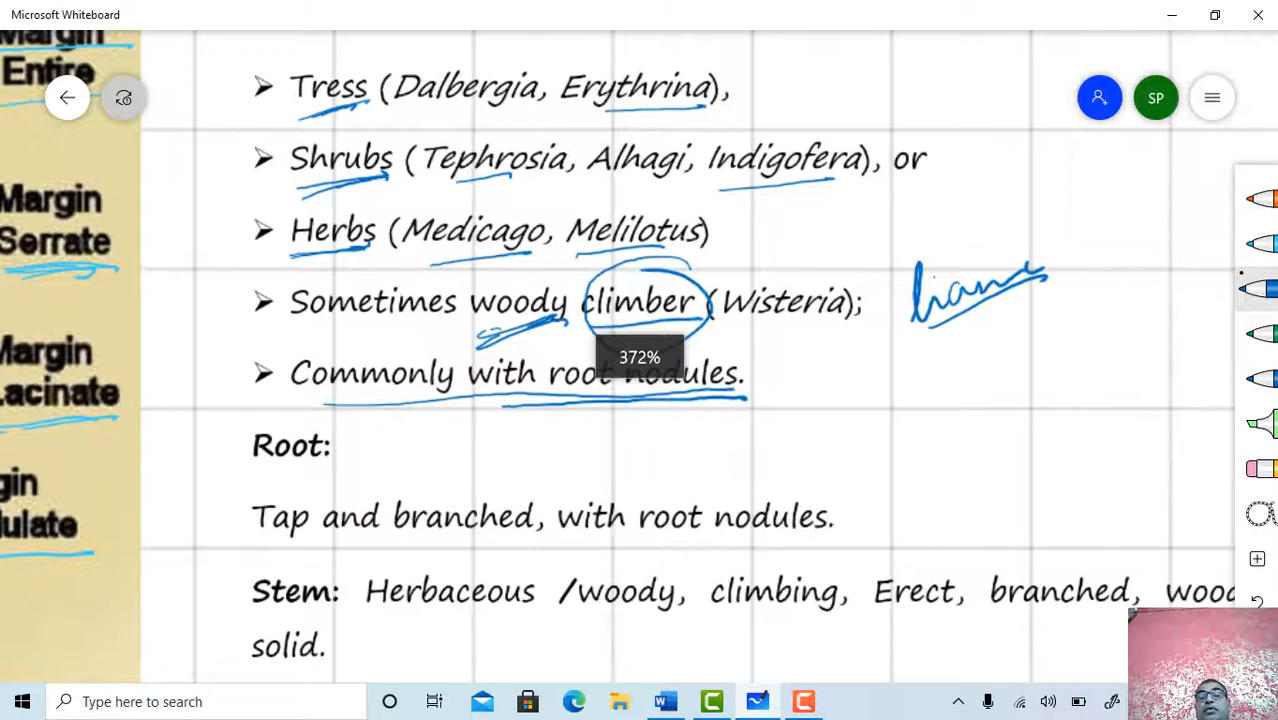 Microsoft Whiteboard
Margin
Entire
Margin
Serrate
Margin
acinate
gin
ulate
➢ Tress (Dalbergia, Erythrina),
➢ Shrubs (Tephrosia, Alhagi, Indigofera), or
➢ Herbs (Medicago, Melilotus)
➢ Sometimes woody climber (Wisteria);
liana
372%
➢ Commonly with root nodules.
Root:
Tap and branched, with root nodules.
Stem: Herbaceous /woody, climbing, Erect, branched, wood
solid.
SP
Type here to search